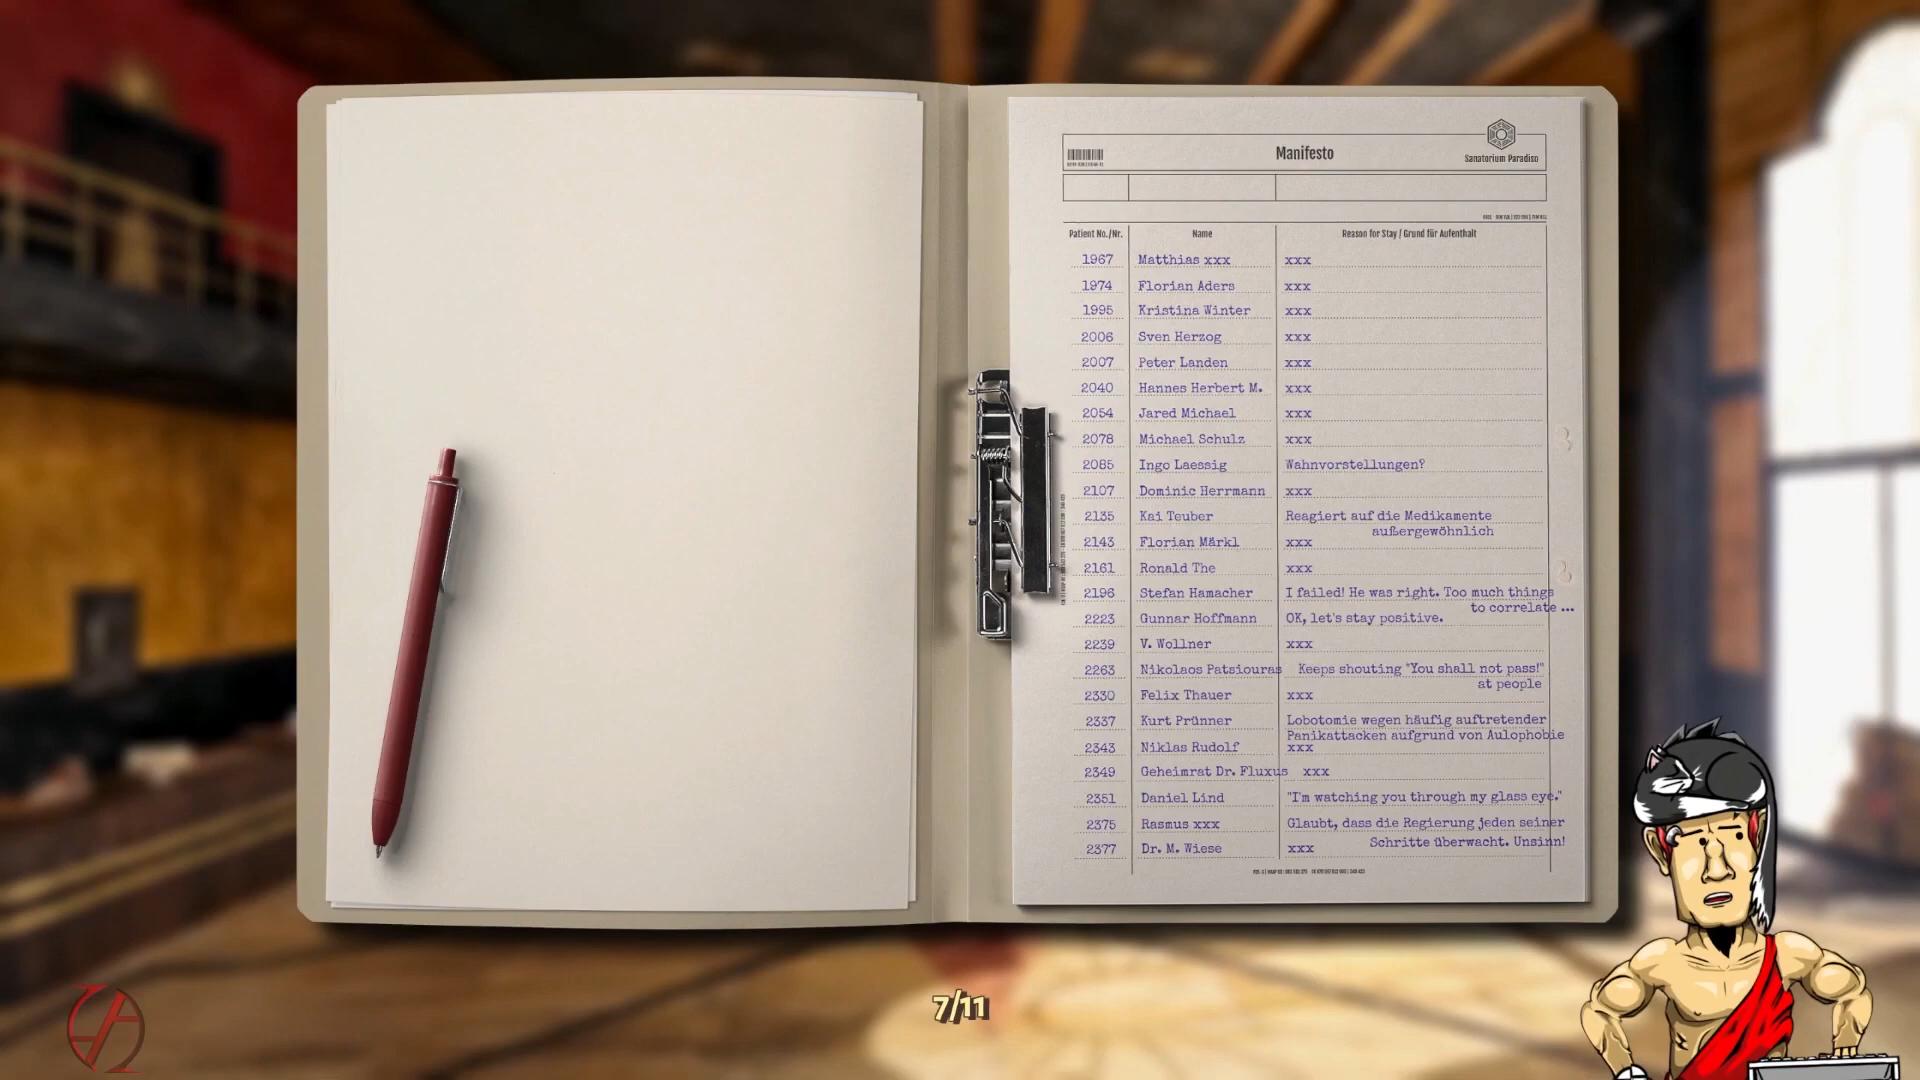 Manifesto
Sanatorium Paradiso
Patient No./Nr. Name Reason for Stay / Grund für Aufenthalt
1967 Matthias xxx xxx
1974 Florian Aders xxx
1995 Kristina Winter xxx
2006 Sven Herzog xxx
2007 Peter Landen xxx
2040 Hannes Herbert M. xxx
2054 Jared Michael xxx
2078 Michael Schulz xxx
2085 Ingo Laessig Wahnvorstellungen?
2107 Dominic Herrmann xxx
2135 Kai Teuber Reagiert auf die Medikamente
außergewöhnlich
2143 Florian Märkl xxx
2161 Ronald The xxx
2196 Stefan Hamacher I failed! He was right. Too much things
to correlate ...
2223 Gunnar Hoffmann OK, let's stay positive.
2239 V. Wollner xxx
2263 Nikolaos Patsiouras Keeps shouting "You shall not pass!"
at people
2330 Felix Thauer xxx
2337 Kurt Prünner Lobotomie wegen häufig auftretender
Panikattacken aufgrund von Aulophobie
2343 Niklas Rudolf xxx
2349 Geheimrat Dr. Fluxus xxx
2351 Daniel Lind "I'm watching you through my glass eye."
2375 Rasmus xxx Glaubt, dass die Regierung jeden seiner
Schritte überwacht. Unsinn!
2377 Dr. M. Wiese xxx
7/11